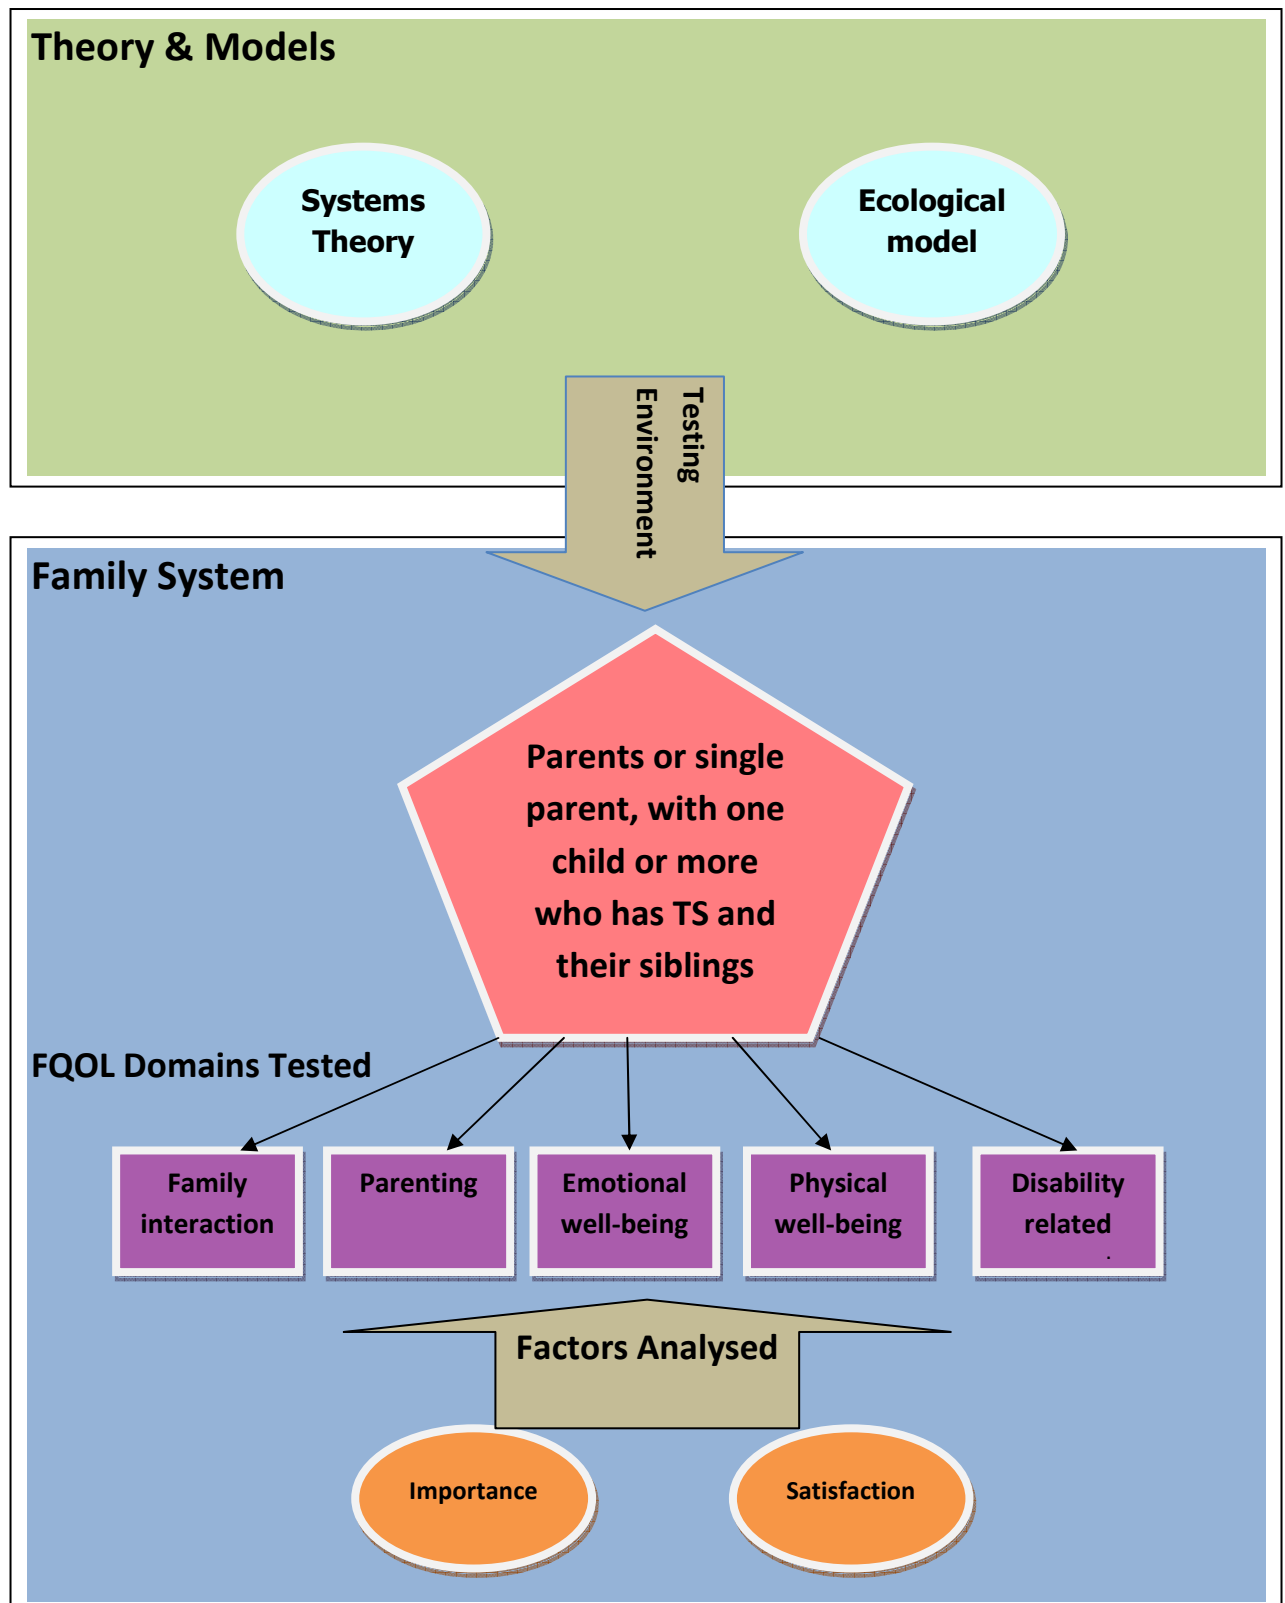 Theory & Models
Systems
Theory
Ecological
model
Testing
Environment
Family System
Parents or single
parent, with one
child or more
who has TS and
their siblings
FQOL Domains Tested
Family
interaction
Parenting
Emotional
well-being
Physical
well-being
Disability
related
.
Factors Analysed
Importance
Satisfaction